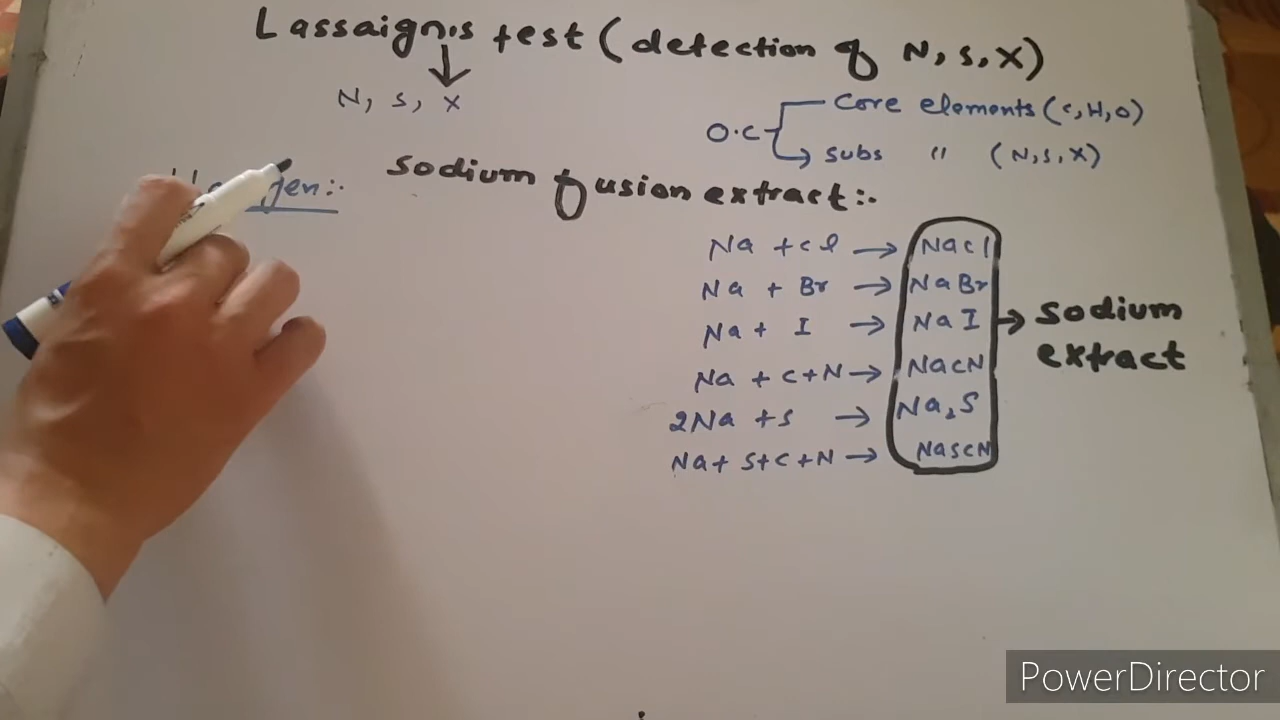 Lassaign's test (detection of N, S, X)
N, S, X
O.C
Core elements (C, H, O)
Subs " (N, S, X)
Sodium fusion extract:-
Na + Cl → NaCl
Na + Br → NaBr
Na + I → NaI
Na + C + N → NaCN
2Na + S → Na₂S
Na + S + C + N → NaSCN
→ Sodium
extract
PowerDirector